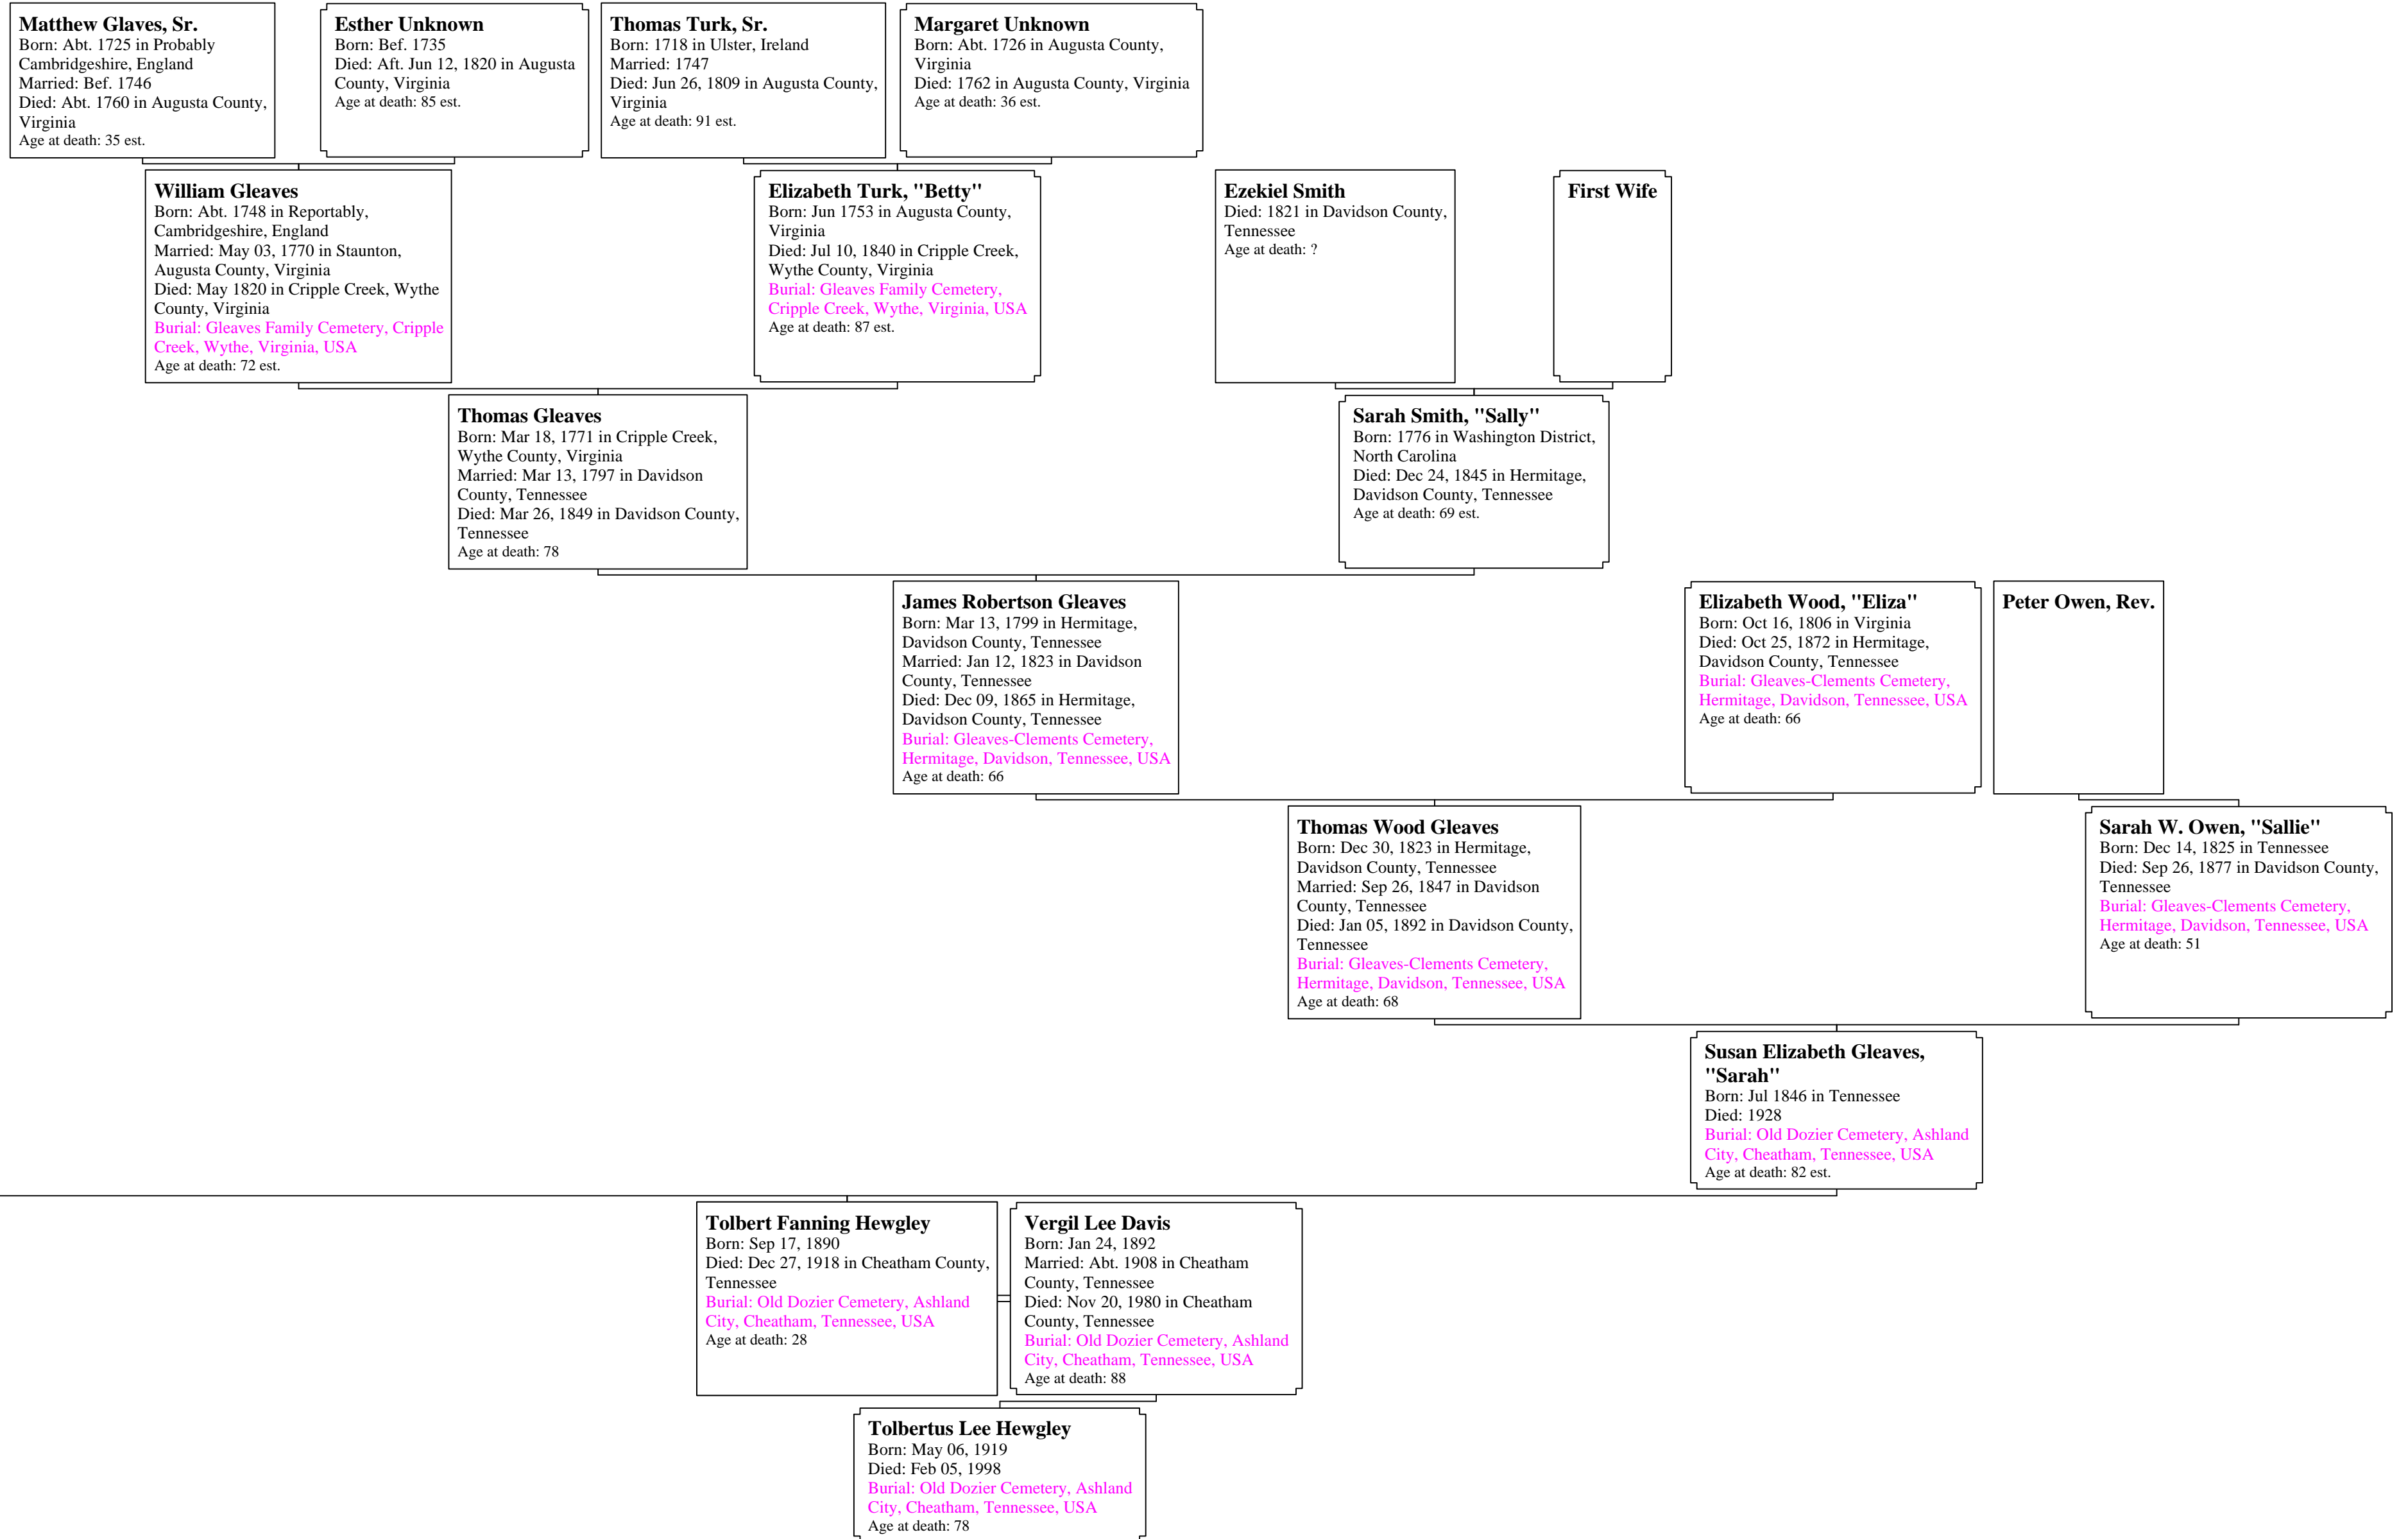 Matthew Glaves, Sr.
Born: Abt. 1725 in Probably
Cambridgeshire, England
Married: Bef. 1746
Died: Abt. 1760 in Augusta County,
Virginia
Age at death: 35 est.
Esther Unknown
Born: Bef. 1735
Died: Aft. Jun 12, 1820 in Augusta
County, Virginia
Age at death: 85 est.
Thomas Turk, Sr.
Born: 1718 in Ulster, Ireland
Married: 1747
Died: Jun 26, 1809 in Augusta County,
Virginia
Age at death: 91 est.
Margaret Unknown
Born: Abt. 1726 in Augusta County,
Virginia
Died: 1762 in Augusta County, Virginia
Age at death: 36 est.
William Gleaves
Born: Abt. 1748 in Reportably,
Cambridgeshire, England
Married: May 03, 1770 in Staunton,
Augusta County, Virginia
Died: May 1820 in Cripple Creek, Wythe
County, Virginia
Burial: Gleaves Family Cemetery, Cripple
Creek, Wythe, Virginia, USA
Age at death: 72 est.
Elizabeth Turk, "Betty"
Born: Jun 1753 in Augusta County,
Virginia
Died: Jul 10, 1840 in Cripple Creek,
Wythe County, Virginia
Burial: Gleaves Family Cemetery,
Cripple Creek, Wythe, Virginia, USA
Age at death: 87 est.
Ezekiel Smith
Died: 1821 in Davidson County,
Tennessee
Age at death: ?
First Wife
Thomas Gleaves
Born: Mar 18, 1771 in Cripple Creek,
Wythe County, Virginia
Married: Mar 13, 1797 in Davidson
County, Tennessee
Died: Mar 26, 1849 in Davidson County,
Tennessee
Age at death: 78
Sarah Smith, "Sally"
Born: 1776 in Washington District,
North Carolina
Died: Dec 24, 1845 in Hermitage,
Davidson County, Tennessee
Age at death: 69 est.
James Robertson Gleaves
Born: Mar 13, 1799 in Hermitage,
Davidson County, Tennessee
Married: Jan 12, 1823 in Davidson
County, Tennessee
Died: Dec 09, 1865 in Hermitage,
Davidson County, Tennessee
Burial: Gleaves-Clements Cemetery,
Hermitage, Davidson, Tennessee, USA
Age at death: 66
Elizabeth Wood, "Eliza"
Born: Oct 16, 1806 in Virginia
Died: Oct 25, 1872 in Hermitage,
Davidson County, Tennessee
Burial: Gleaves-Clements Cemetery,
Hermitage, Davidson, Tennessee, USA
Age at death: 66
Peter Owen, Rev.
Thomas Wood Gleaves
Born: Dec 30, 1823 in Hermitage,
Davidson County, Tennessee
Married: Sep 26, 1847 in Davidson
County, Tennessee
Died: Jan 05, 1892 in Davidson County,
Tennessee
Burial: Gleaves-Clements Cemetery,
Hermitage, Davidson, Tennessee, USA
Age at death: 68
Sarah W. Owen, "Sallie"
Born: Dec 14, 1825 in Tennessee
Died: Sep 26, 1877 in Davidson County,
Tennessee
Burial: Gleaves-Clements Cemetery,
Hermitage, Davidson, Tennessee, USA
Age at death: 51
Susan Elizabeth Gleaves,
"Sarah"
Born: Jul 1846 in Tennessee
Died: 1928
Burial: Old Dozier Cemetery, Ashland
City, Cheatham, Tennessee, USA
Age at death: 82 est.
Tolbert Fanning Hewgley
Born: Sep 17, 1890
Died: Dec 27, 1918 in Cheatham County,
Tennessee
Burial: Old Dozier Cemetery, Ashland
City, Cheatham, Tennessee, USA
Age at death: 28
Vergil Lee Davis
Born: Jan 24, 1892
Married: Abt. 1908 in Cheatham
County, Tennessee
Died: Nov 20, 1980 in Cheatham
County, Tennessee
Burial: Old Dozier Cemetery, Ashland
City, Cheatham, Tennessee, USA
Age at death: 88
Tolbertus Lee Hewgley
Born: May 06, 1919
Died: Feb 05, 1998
Burial: Old Dozier Cemetery, Ashland
City, Cheatham, Tennessee, USA
Age at death: 78